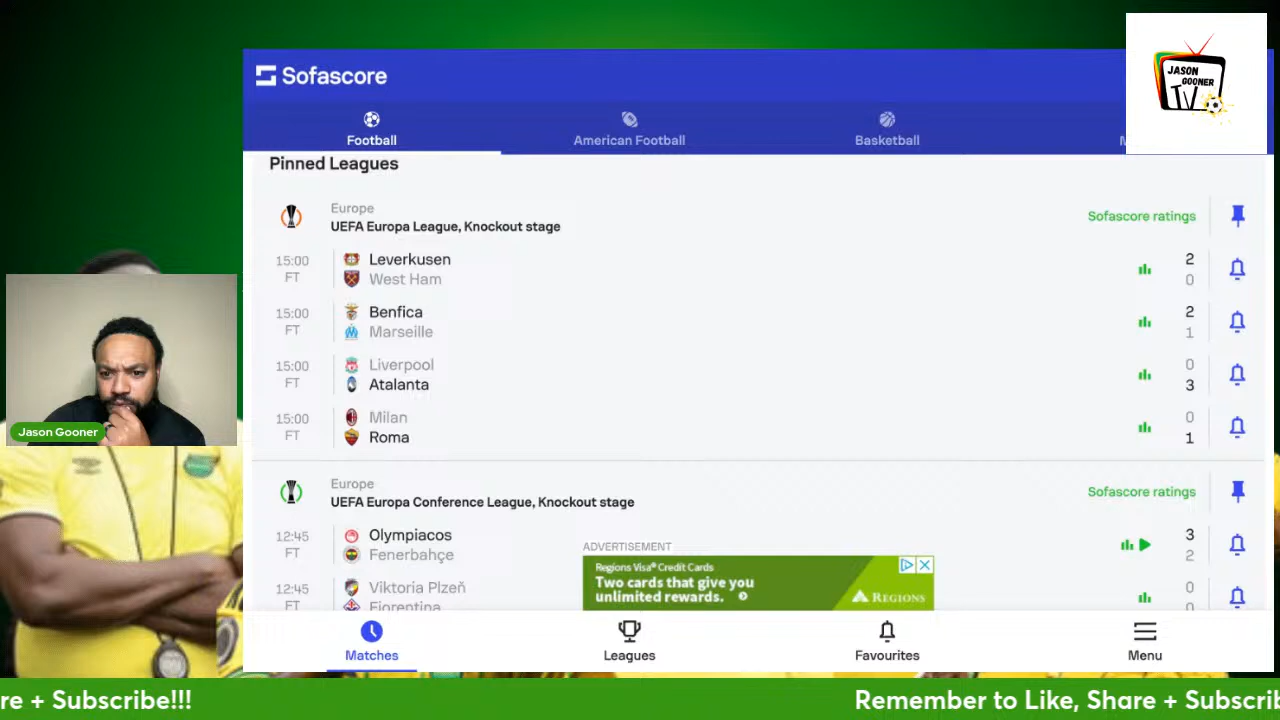 JASON
GOONER
TV
Sofascore
Football
American Football
Basketball
M
Pinned Leagues
Europe
UEFA Europa League, Knockout stage
Sofascore ratings
15:00 Leverkusen 2
FT West Ham 0
15:00 Benfica 2
FT Marseille 1
15:00 Liverpool 0
FT Atalanta 3
15:00 Milan 0
FT Roma 1
Europe
UEFA Europa Conference League, Knockout stage
Sofascore ratings
12:45 Olympiacos 3
FT Fenerbahçe 2
12:45 Viktoria Plzeň 0
FT Fiorentina 0
ADVERTISEMENT
Regions Visa® Credit Cards
Two cards that give you
unlimited rewards.
REGIONS
Matches
Leagues
Favourites
Menu
Jason Gooner
re + Subscribe!!!
Remember to Like, Share + Subscrib